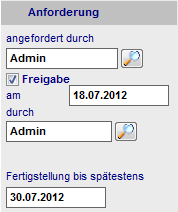 Anforderung
angefordert durch
Admin
Freigabe
am 18.07.2012
durch
Admin
Fertigstellung bis spätestens
30.07.2012